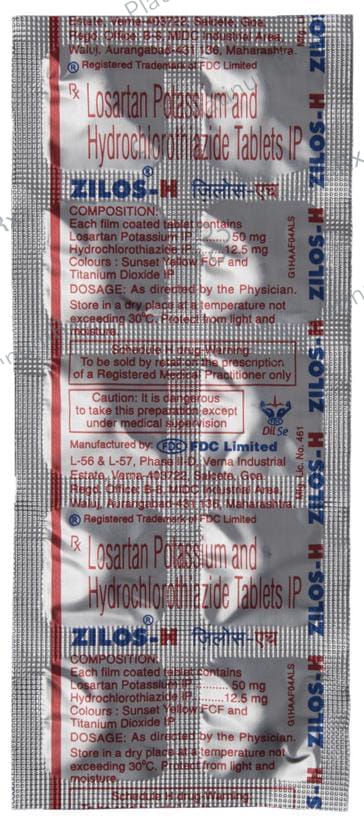 Estate, Verna-403722, Salcete, Goa.
Regd. Office: B-8, MIDC Industrial Area,
Waluj, Aurangabad-431 136, Maharashtra.
® Registered Trademark of FDC Limited
Rx Losartan Potassium and
Hydrochlorothiazide Tablets IP
ZILOS-H® ज़िलोस-एच
COMPOSITION:
Each film coated tablet contains
Losartan Potassium IP.......... 50 mg
Hydrochlorothiazide IP........12.5 mg
Colours : Sunset Yellow FCF and
Titanium Dioxide IP
DOSAGE: As directed by the Physician.
Store in a dry place at a temperature not
exceeding 30°C. Protect from light and
moisture.
Schedule H drug-Warning:
To be sold by retail on the prescription
of a Registered Medical Practitioner only
Caution: It is dangerous
to take this preparation except
under medical supervision
FDC
Dil Se
Manufactured by: FDC FDC Limited
L-56 & L-57, Phase II-D, Verna Industrial
Estate, Verna-403722, Salcete, Goa.
Regd. Office: B-8, MIDC Industrial Area,
Waluj, Aurangabad-431 136, Maharashtra
® Registered Trademark of FDC Limited
Rx Losartan Potassium and
Hydrochlorothiazide Tablets IP
ZILOS-H® ज़िलोस-एच
COMPOSITION:
Each film coated tablet contains
Losartan Potassium IP.......... 50 mg
Hydrochlorothiazide IP........12.5 mg
Colours : Sunset Yellow FCF and
Titanium Dioxide IP
DOSAGE: As directed by the Physician.
Store in a dry place at a temperature not
exceeding 30°C. Protect from light and
moisture.
Schedule H drug-Warning:
G1HAAF04ALS
Mfg. Lic. No. 461
G1HAAF04ALS
ZILOS-H
ZILOS-H
ZILOS-H
ZILOS-H
ZILOS-H
ZILOS-H
S-H